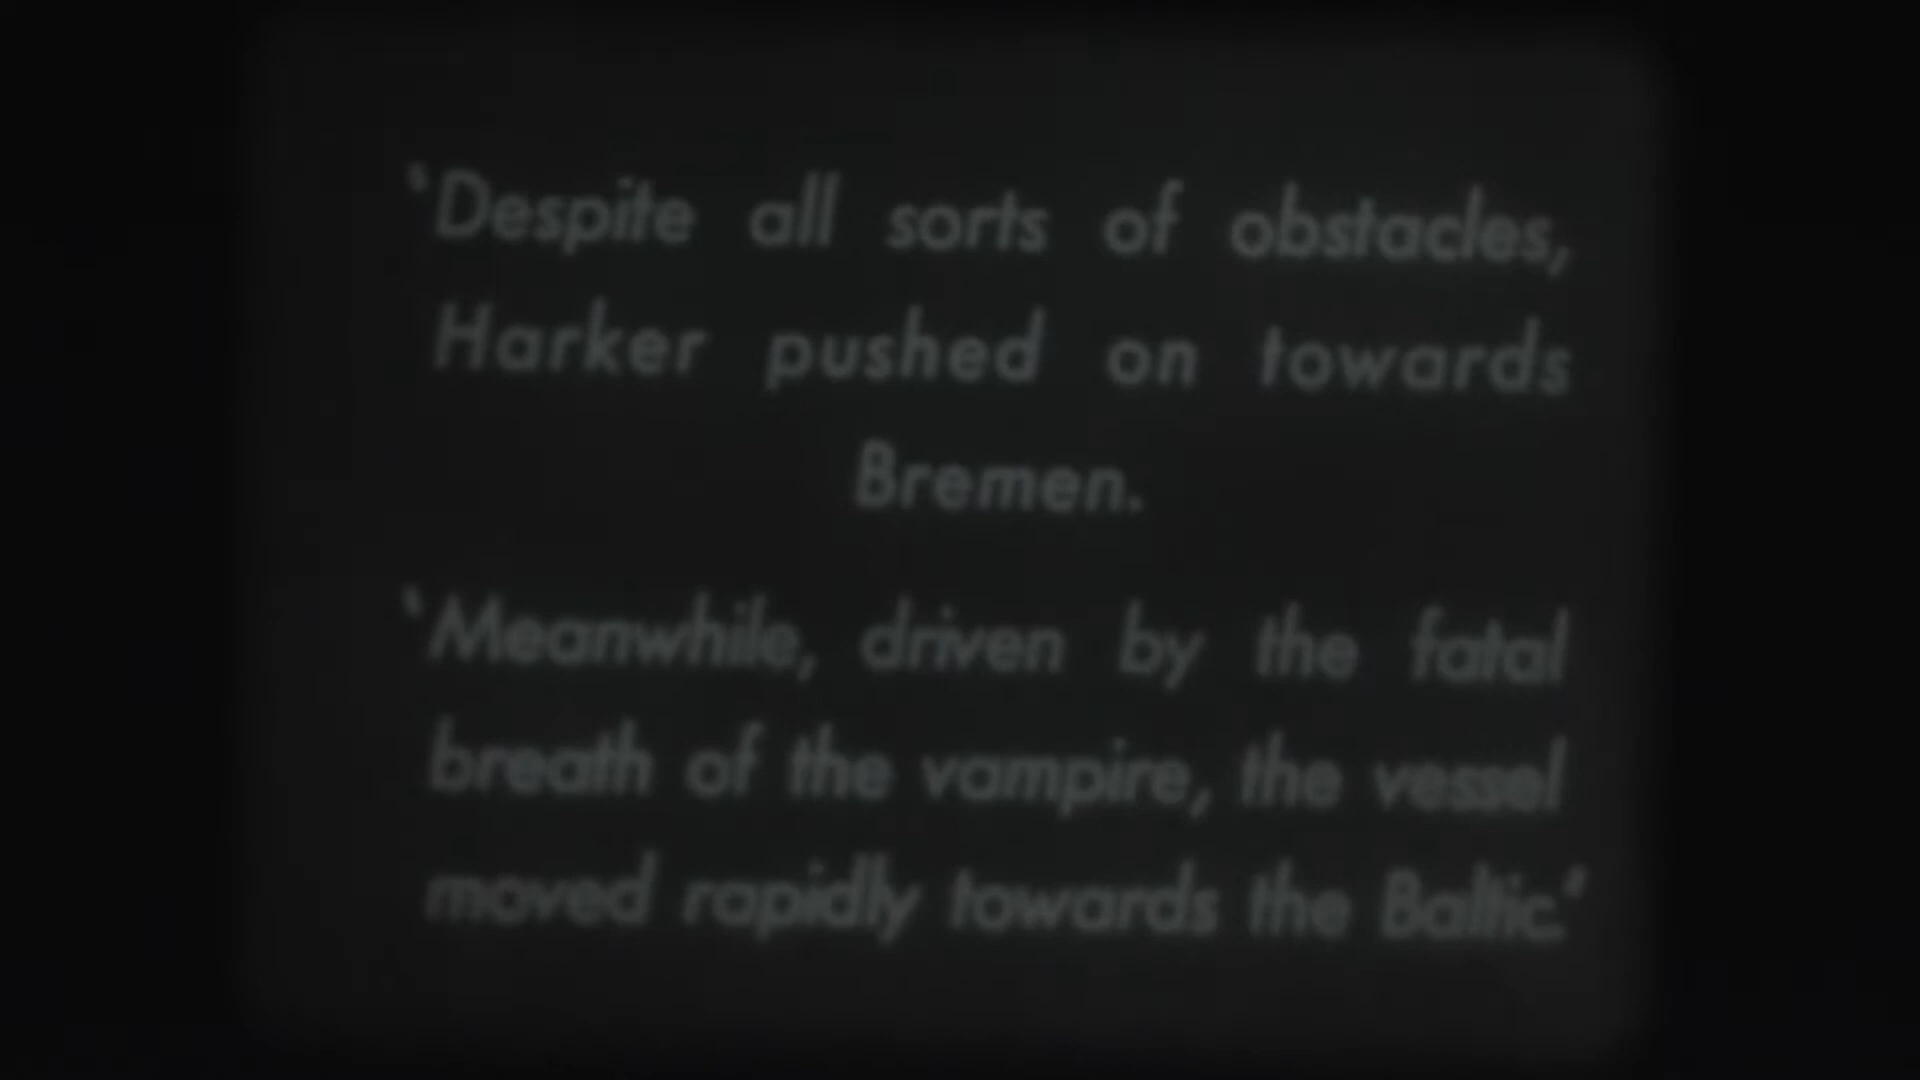 ‘Despite all sorts of obstacles,
Harker pushed on towards
Bremen.
‘Meanwhile, driven by the fatal
breath of the vampire, the vessel
moved rapidly towards the Baltic.’